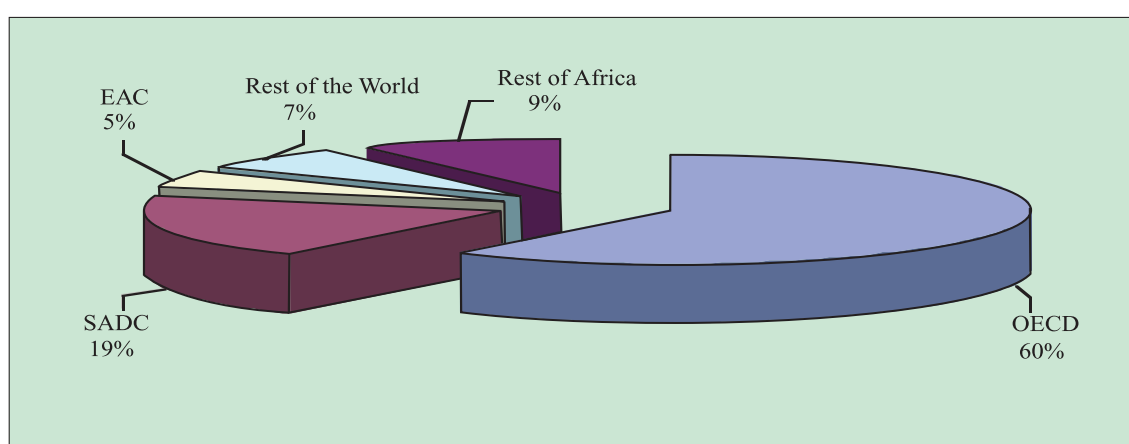 Rest of Africa
9%
Rest of the World
7%
EAC
5%
SADC
19%
OECD
60%